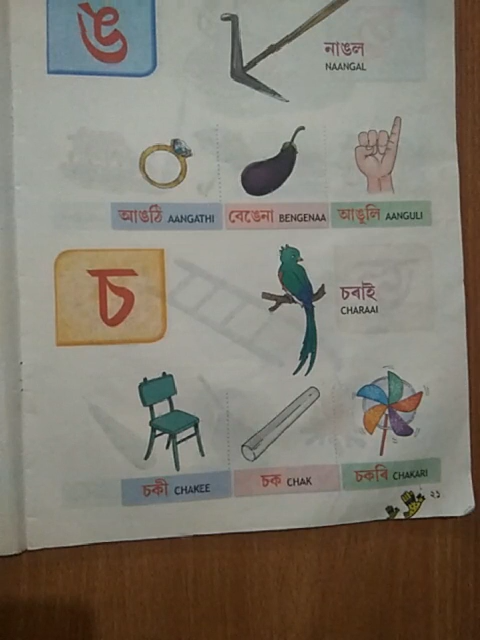 ঙ
নাঙল
NAANGAL
আঙঠি AANGATHI
বেঙেনা BENGENAA
আঙুলি AANGULI
চ
চৰাই
CHARAAI
চকী CHAKEE
চক CHAK
চকৰি CHAKARI
২১